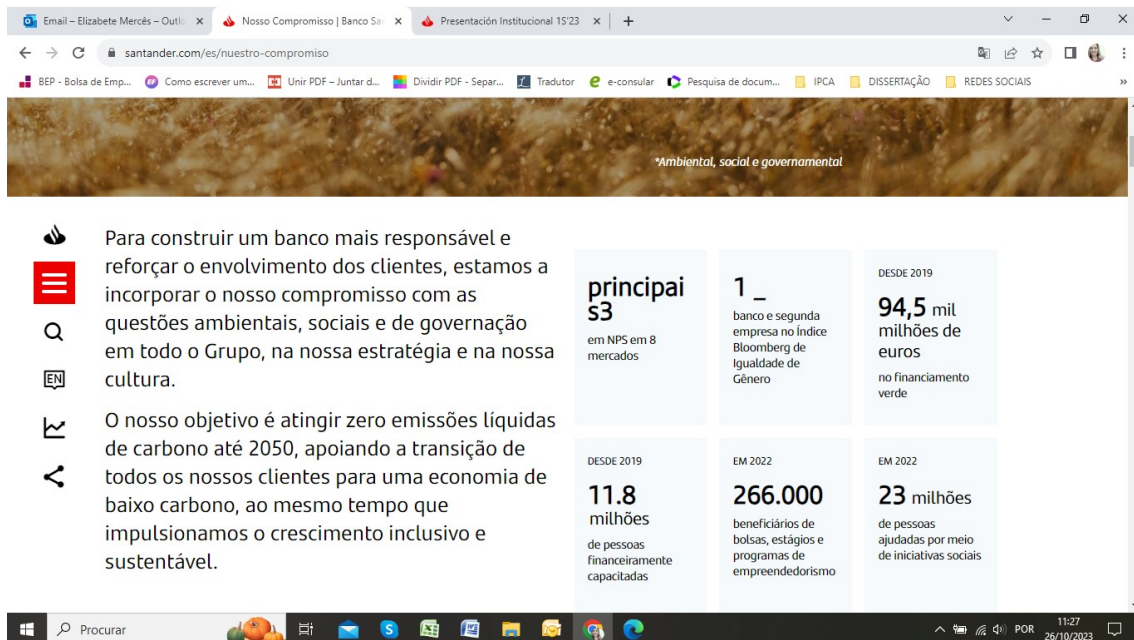 Email – Elizabete Mercês – Outlo
Nosso Compromisso | Banco Sa
Presentación Institucional 1S'23
santander.com/es/nuestro-compromiso
BEP - Bolsa de Emp...
Como escrever um...
Unir PDF – Juntar d...
Dividir PDF - Separ...
Tradutor
e-consular
Pesquisa de docum...
IPCA
DISSERTAÇÃO
REDES SOCIAIS
*Ambiental, social e governamental
EN
Para construir um banco mais responsável e
reforçar o envolvimento dos clientes, estamos a
incorporar o nosso compromisso com as
questões ambientais, sociais e de governação
em todo o Grupo, na nossa estratégia e na nossa
cultura.
O nosso objetivo é atingir zero emissões líquidas
de carbono até 2050, apoiando a transição de
todos os nossos clientes para uma economia de
baixo carbono, ao mesmo tempo que
impulsionamos o crescimento inclusivo e
sustentável.
principai
s3
em NPS em 8
mercados
1 _
banco e segunda
empresa no Índice
Bloomberg de
Igualdade de
Gênero
DESDE 2019
94,5 mil
milhões de
euros
no financiamento
verde
DESDE 2019
11.8
milhões
de pessoas
financeiramente
capacitadas
EM 2022
266.000
beneficiários de
bolsas, estágios e
programas de
empreendedorismo
EM 2022
23 milhões
de pessoas
ajudadas por meio
de iniciativas sociais
Procurar
POR
11:27
26/10/2023